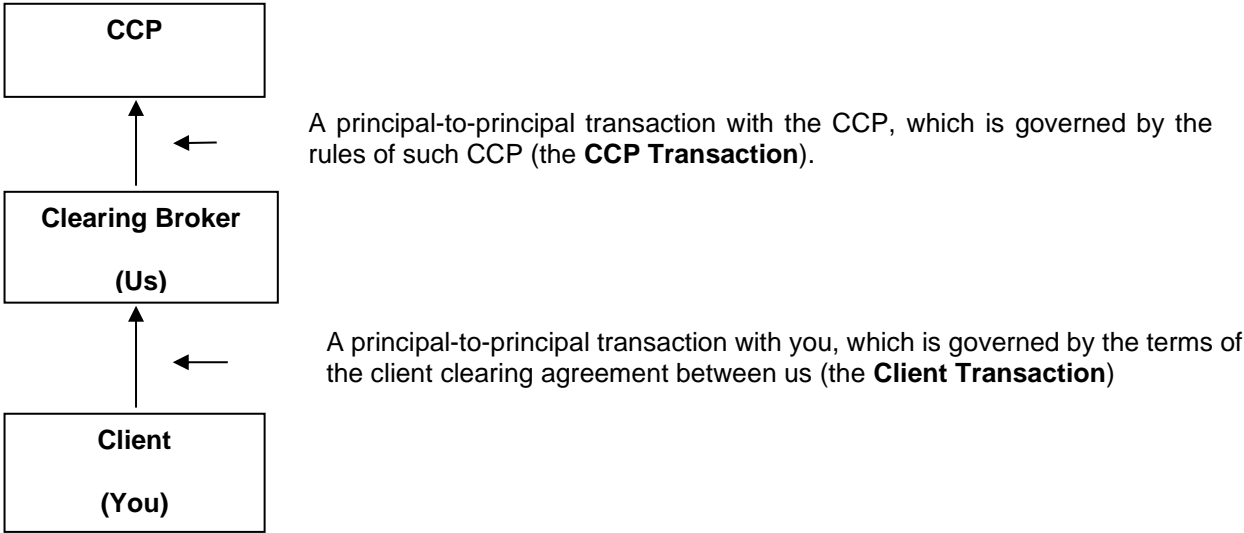 CCP
A principal-to-principal transaction with the CCP, which is governed by the
rules of such CCP (the CCP Transaction).
Clearing Broker
(Us)
A principal-to-principal transaction with you, which is governed by the terms of
the client clearing agreement between us (the Client Transaction)
Client
(You)